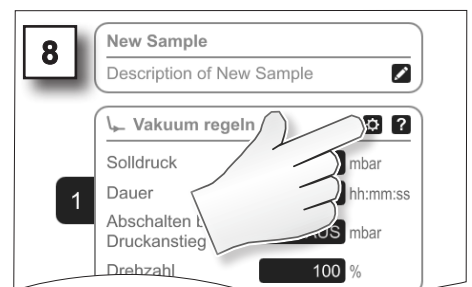 8
New Sample
Description of New Sample
Vakuum regeln
?
Solldruck
mbar
1
Dauer
hh:mm:ss
Abschalten
Druckanstieg
AUS mbar
Drehzahl
100 %